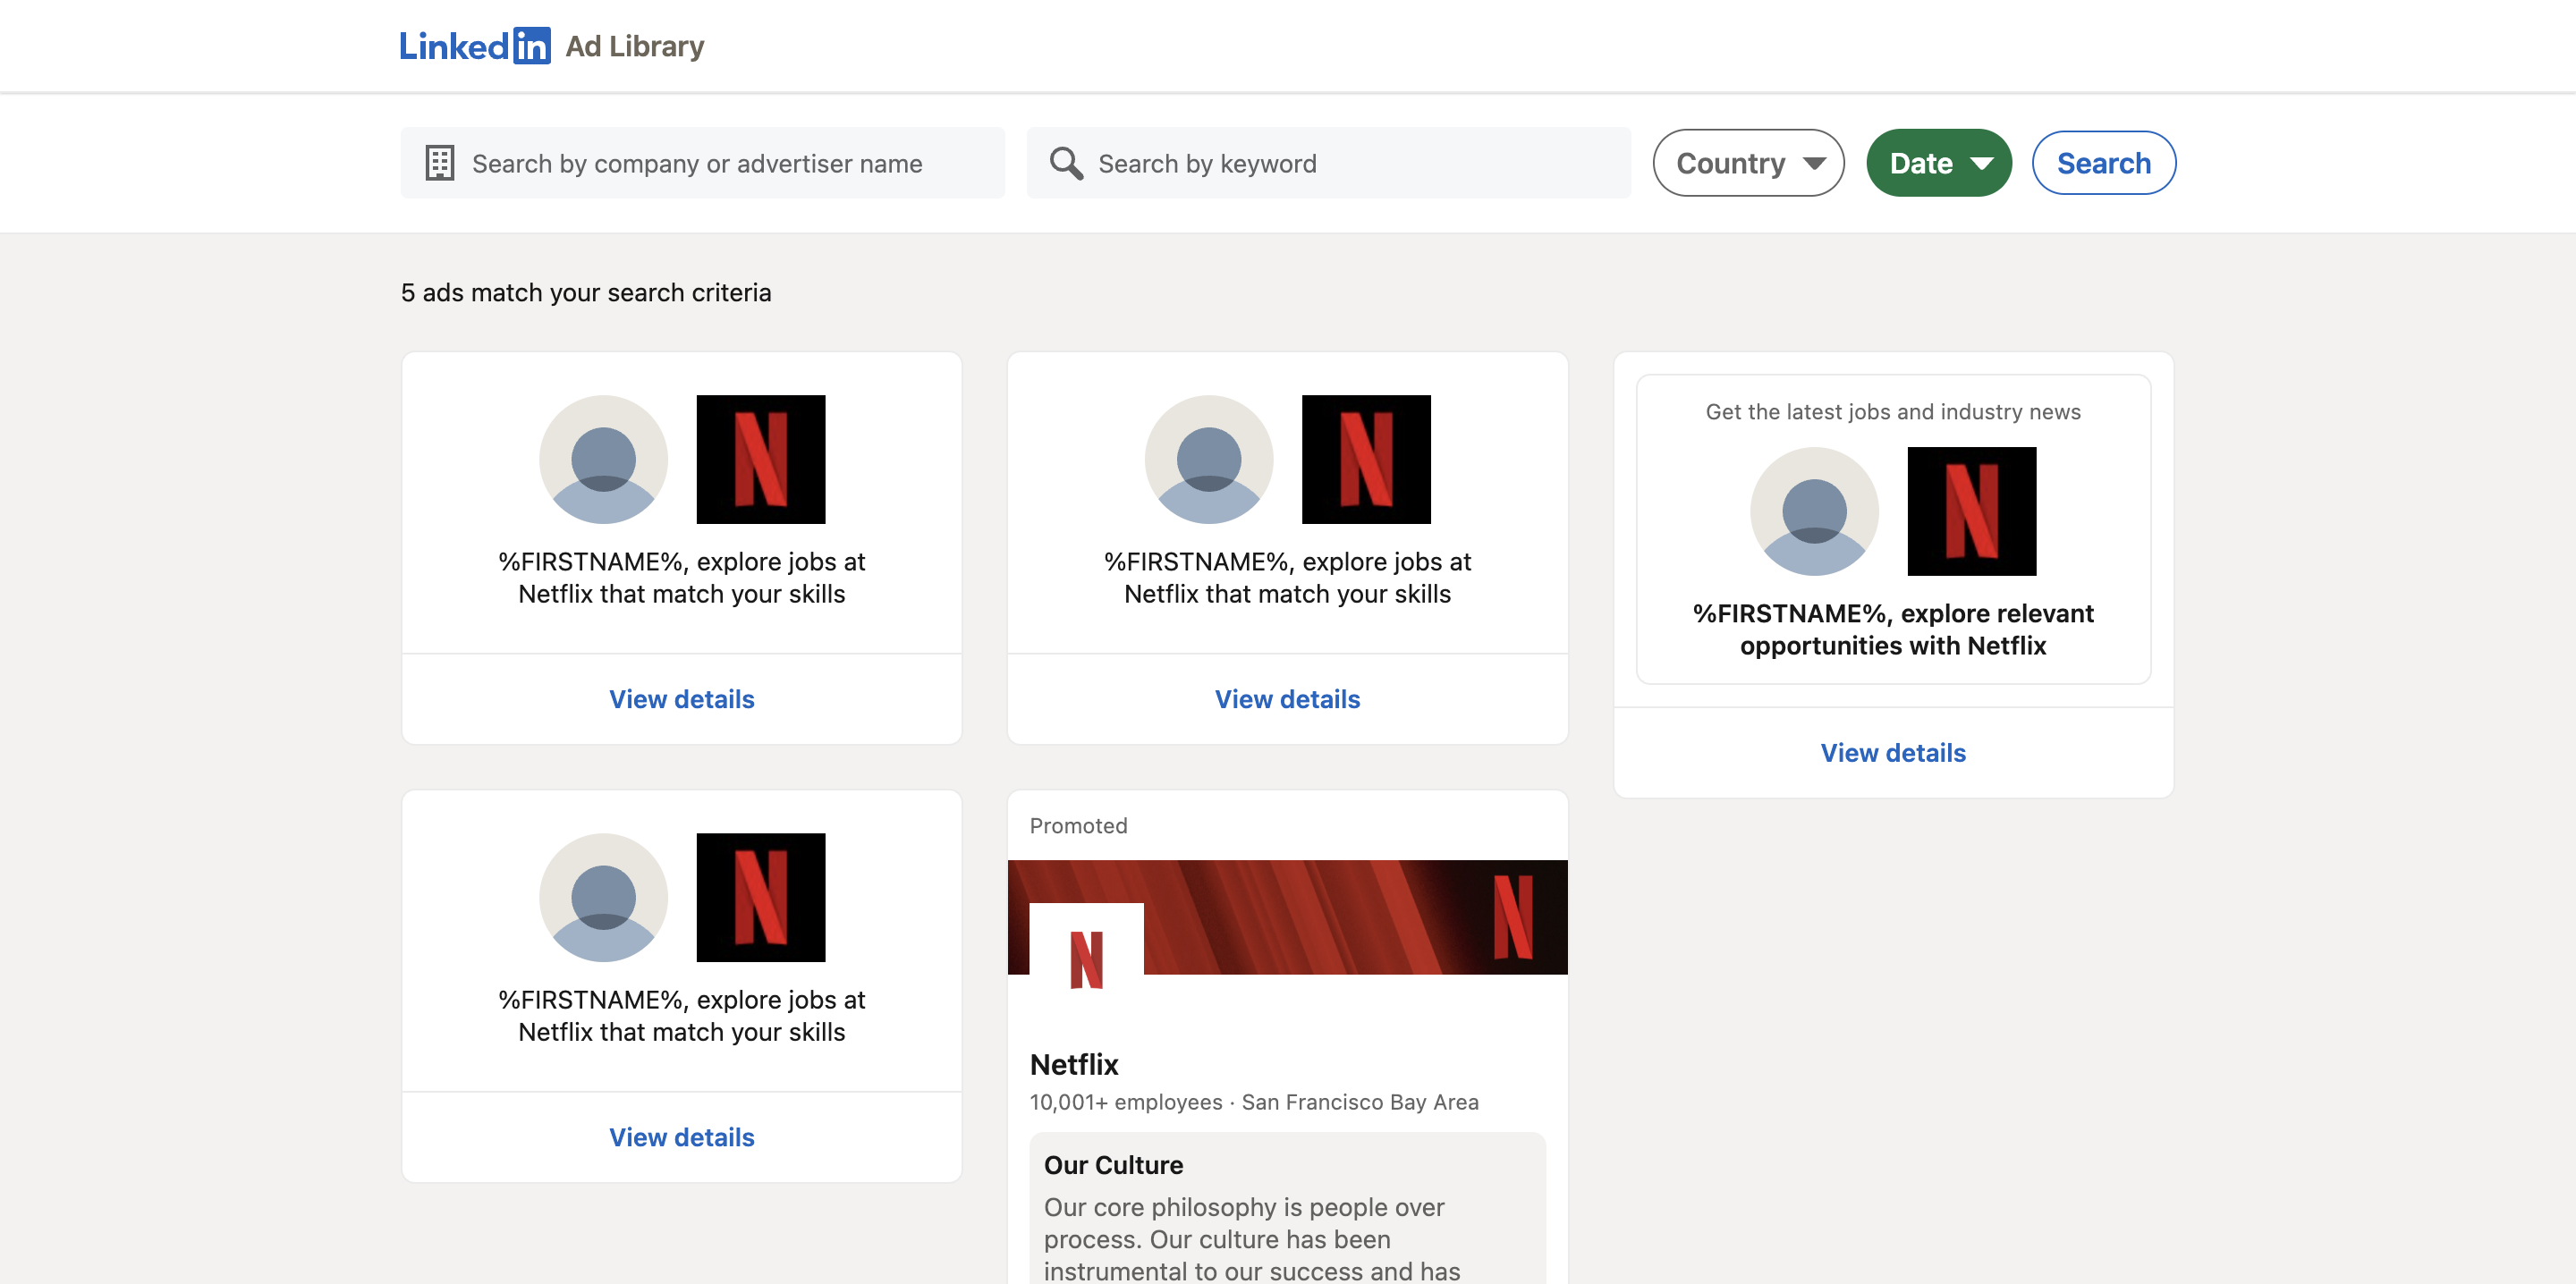 LinkedIn Ad Library
Search by company or advertiser name
Search by keyword
Country
Date
Search
5 ads match your search criteria
%FIRSTNAME%, explore jobs at
Netflix that match your skills
View details
%FIRSTNAME%, explore jobs at
Netflix that match your skills
View details
Get the latest jobs and industry news
%FIRSTNAME%, explore relevant
opportunities with Netflix
View details
%FIRSTNAME%, explore jobs at
Netflix that match your skills
View details
Promoted
Netflix
10,001+ employees · San Francisco Bay Area
Our Culture
Our core philosophy is people over
process. Our culture has been
instrumental to our success and has